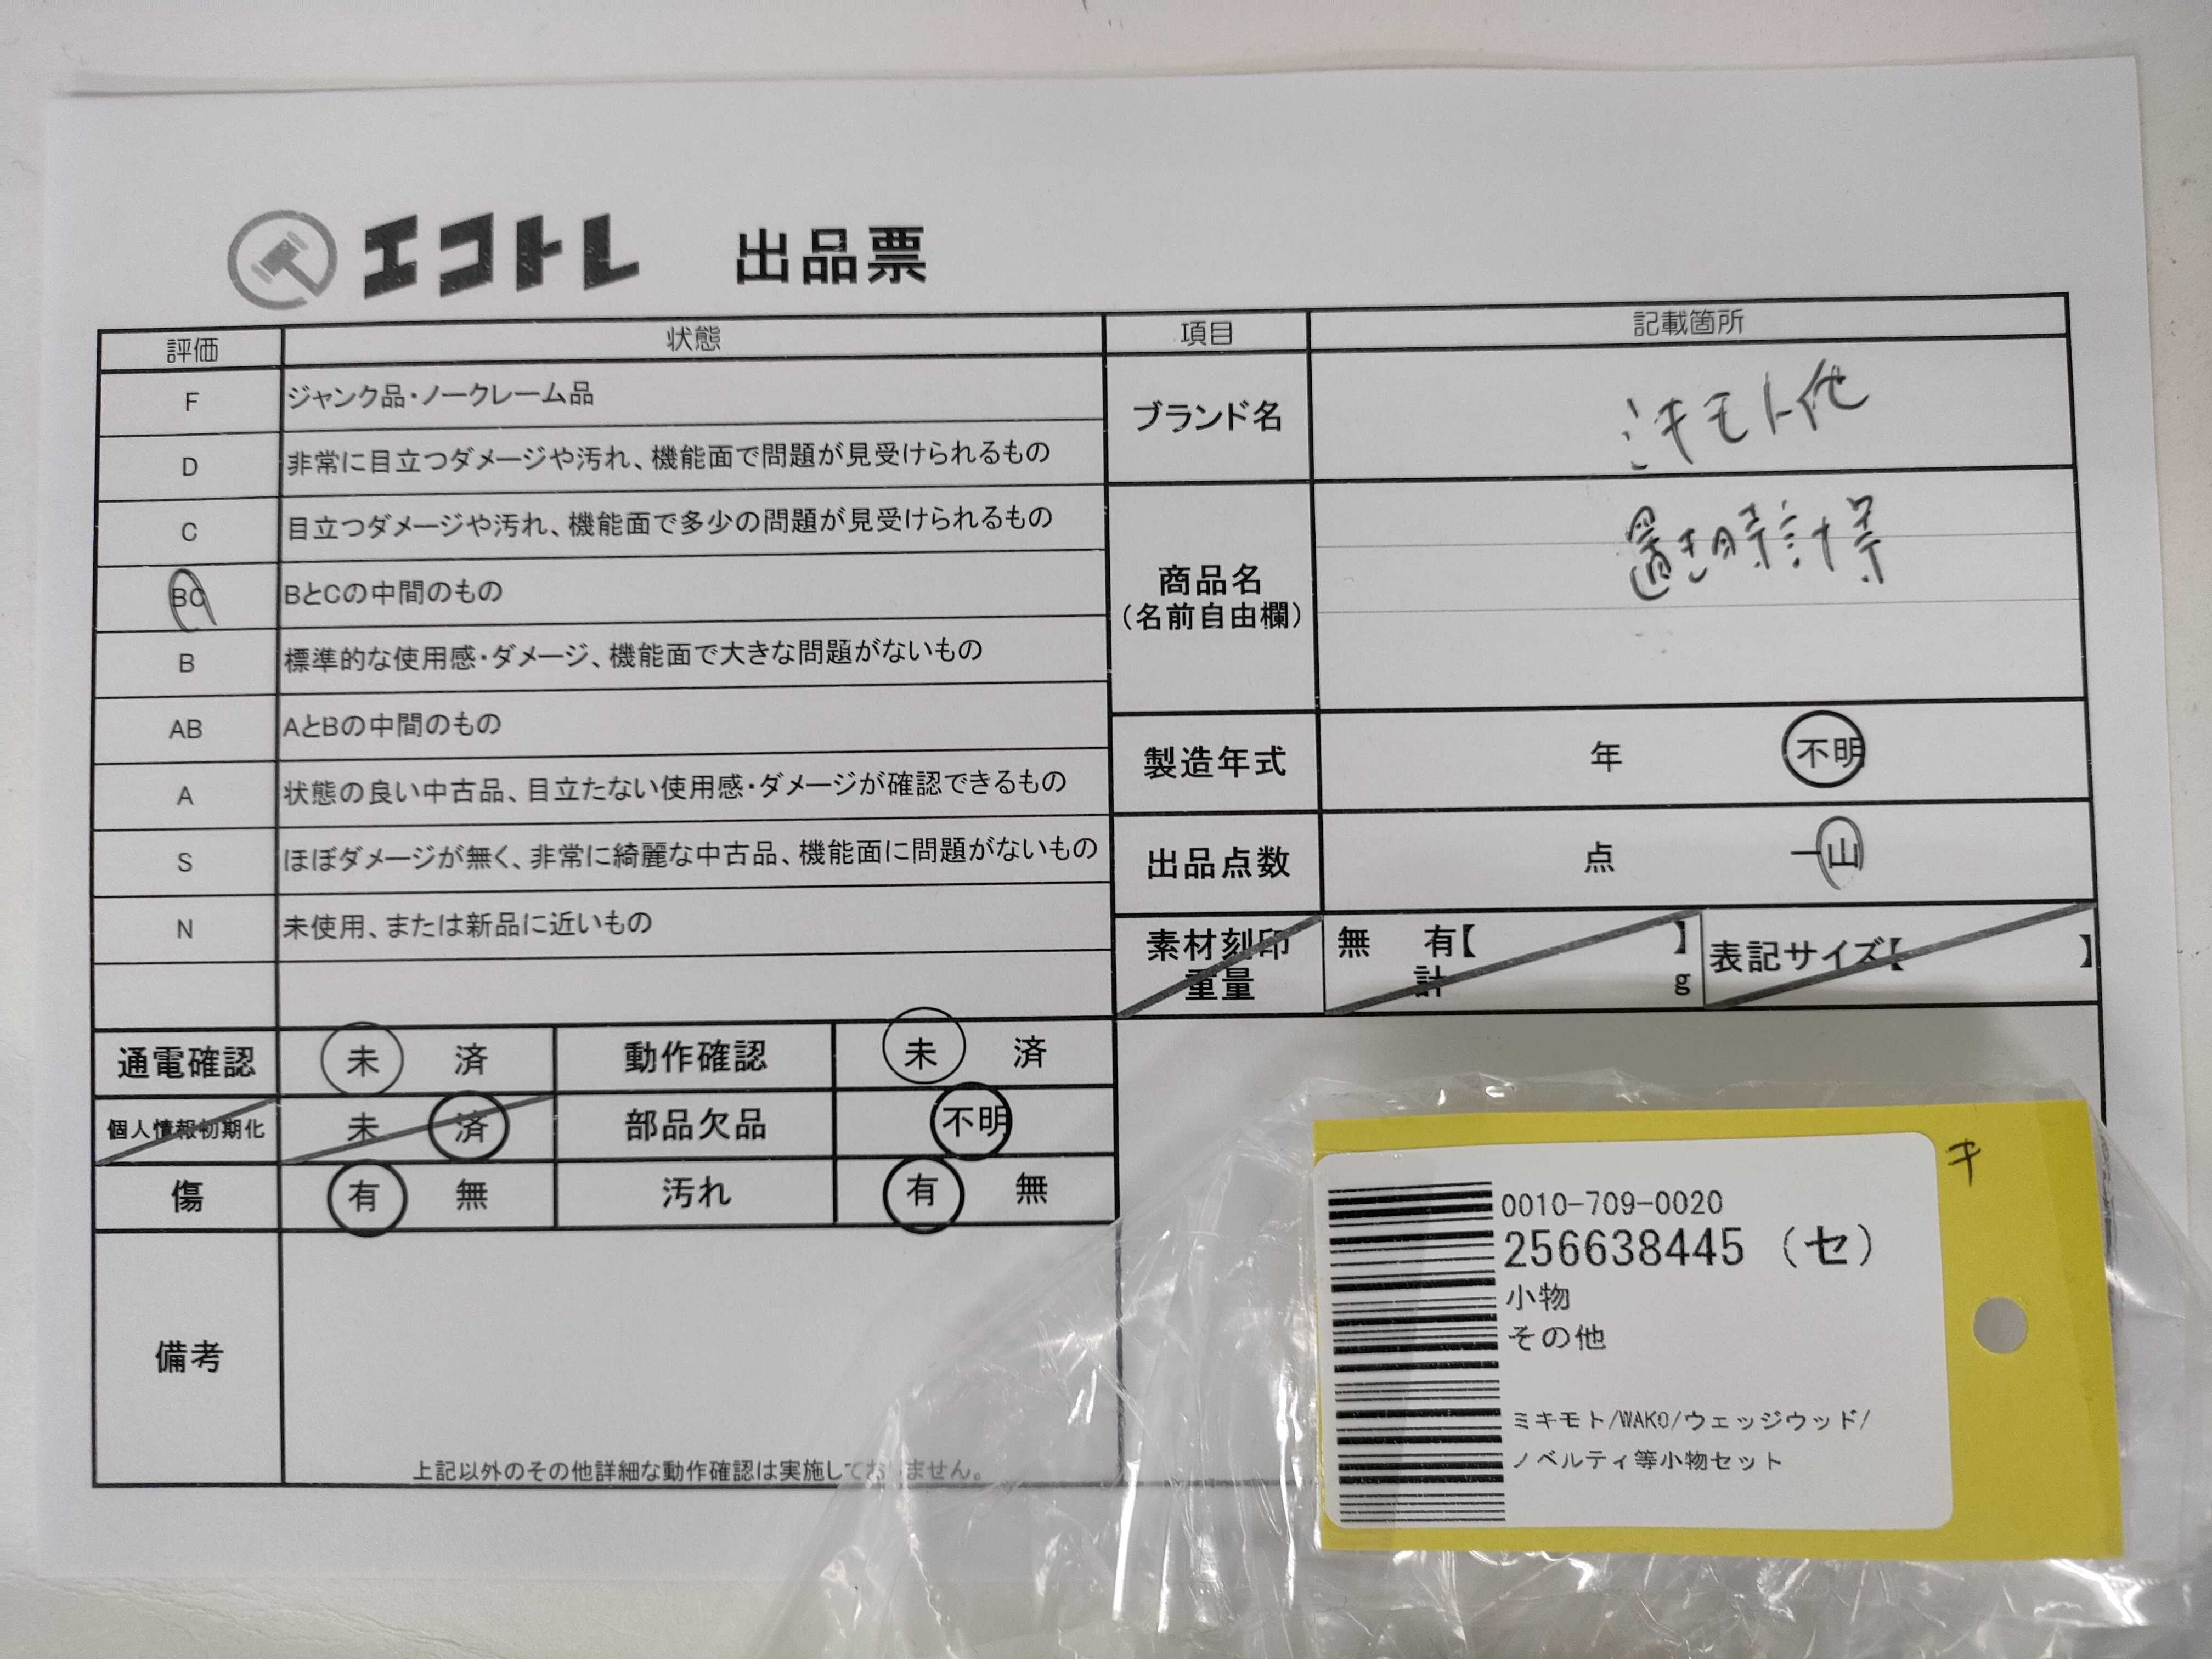 エコトレ 出品票
評価 状態 項目 記載箇所
F ジャンク品・ノークレーム品
D 非常に目立つダメージや汚れ、機能面で問題が見受けられるもの
C 目立つダメージや汚れ、機能面で多少の問題が見受けられるもの
BC BとCの中間のもの
B 標準的な使用感・ダメージ、機能面で大きな問題がないもの
AB AとBの中間のもの
A 状態の良い中古品、目立たない使用感・ダメージが確認できるもの
S ほぼダメージが無く、非常に綺麗な中古品、機能面に問題がないもの
N 未使用、または新品に近いもの
ブランド名 ミキモト他
商品名 置き時計等
(名前自由欄)
製造年式 年 不明
出品点数 点 一山
素材刻印 無 有【 】 表記サイズ【 】
重量 計 g
通電確認 未 済 動作確認 未 済
個人情報初期化 未 済 部品欠品 不明
傷 有 無 汚れ 有 無
備考
上記以外のその他詳細な動作確認は実施しておりません。
キ
0010-709-0020
256638445 (セ)
小物
その他
ミキモト/WAKO/ウェッジウッド/
ノベルティ等小物セット